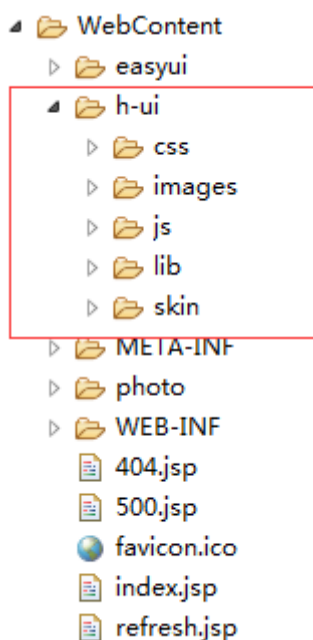 WebContent
easyui
h-ui
css
images
js
lib
skin
META-INF
photo
WEB-INF
404.jsp
500.jsp
favicon.ico
index.jsp
refresh.jsp